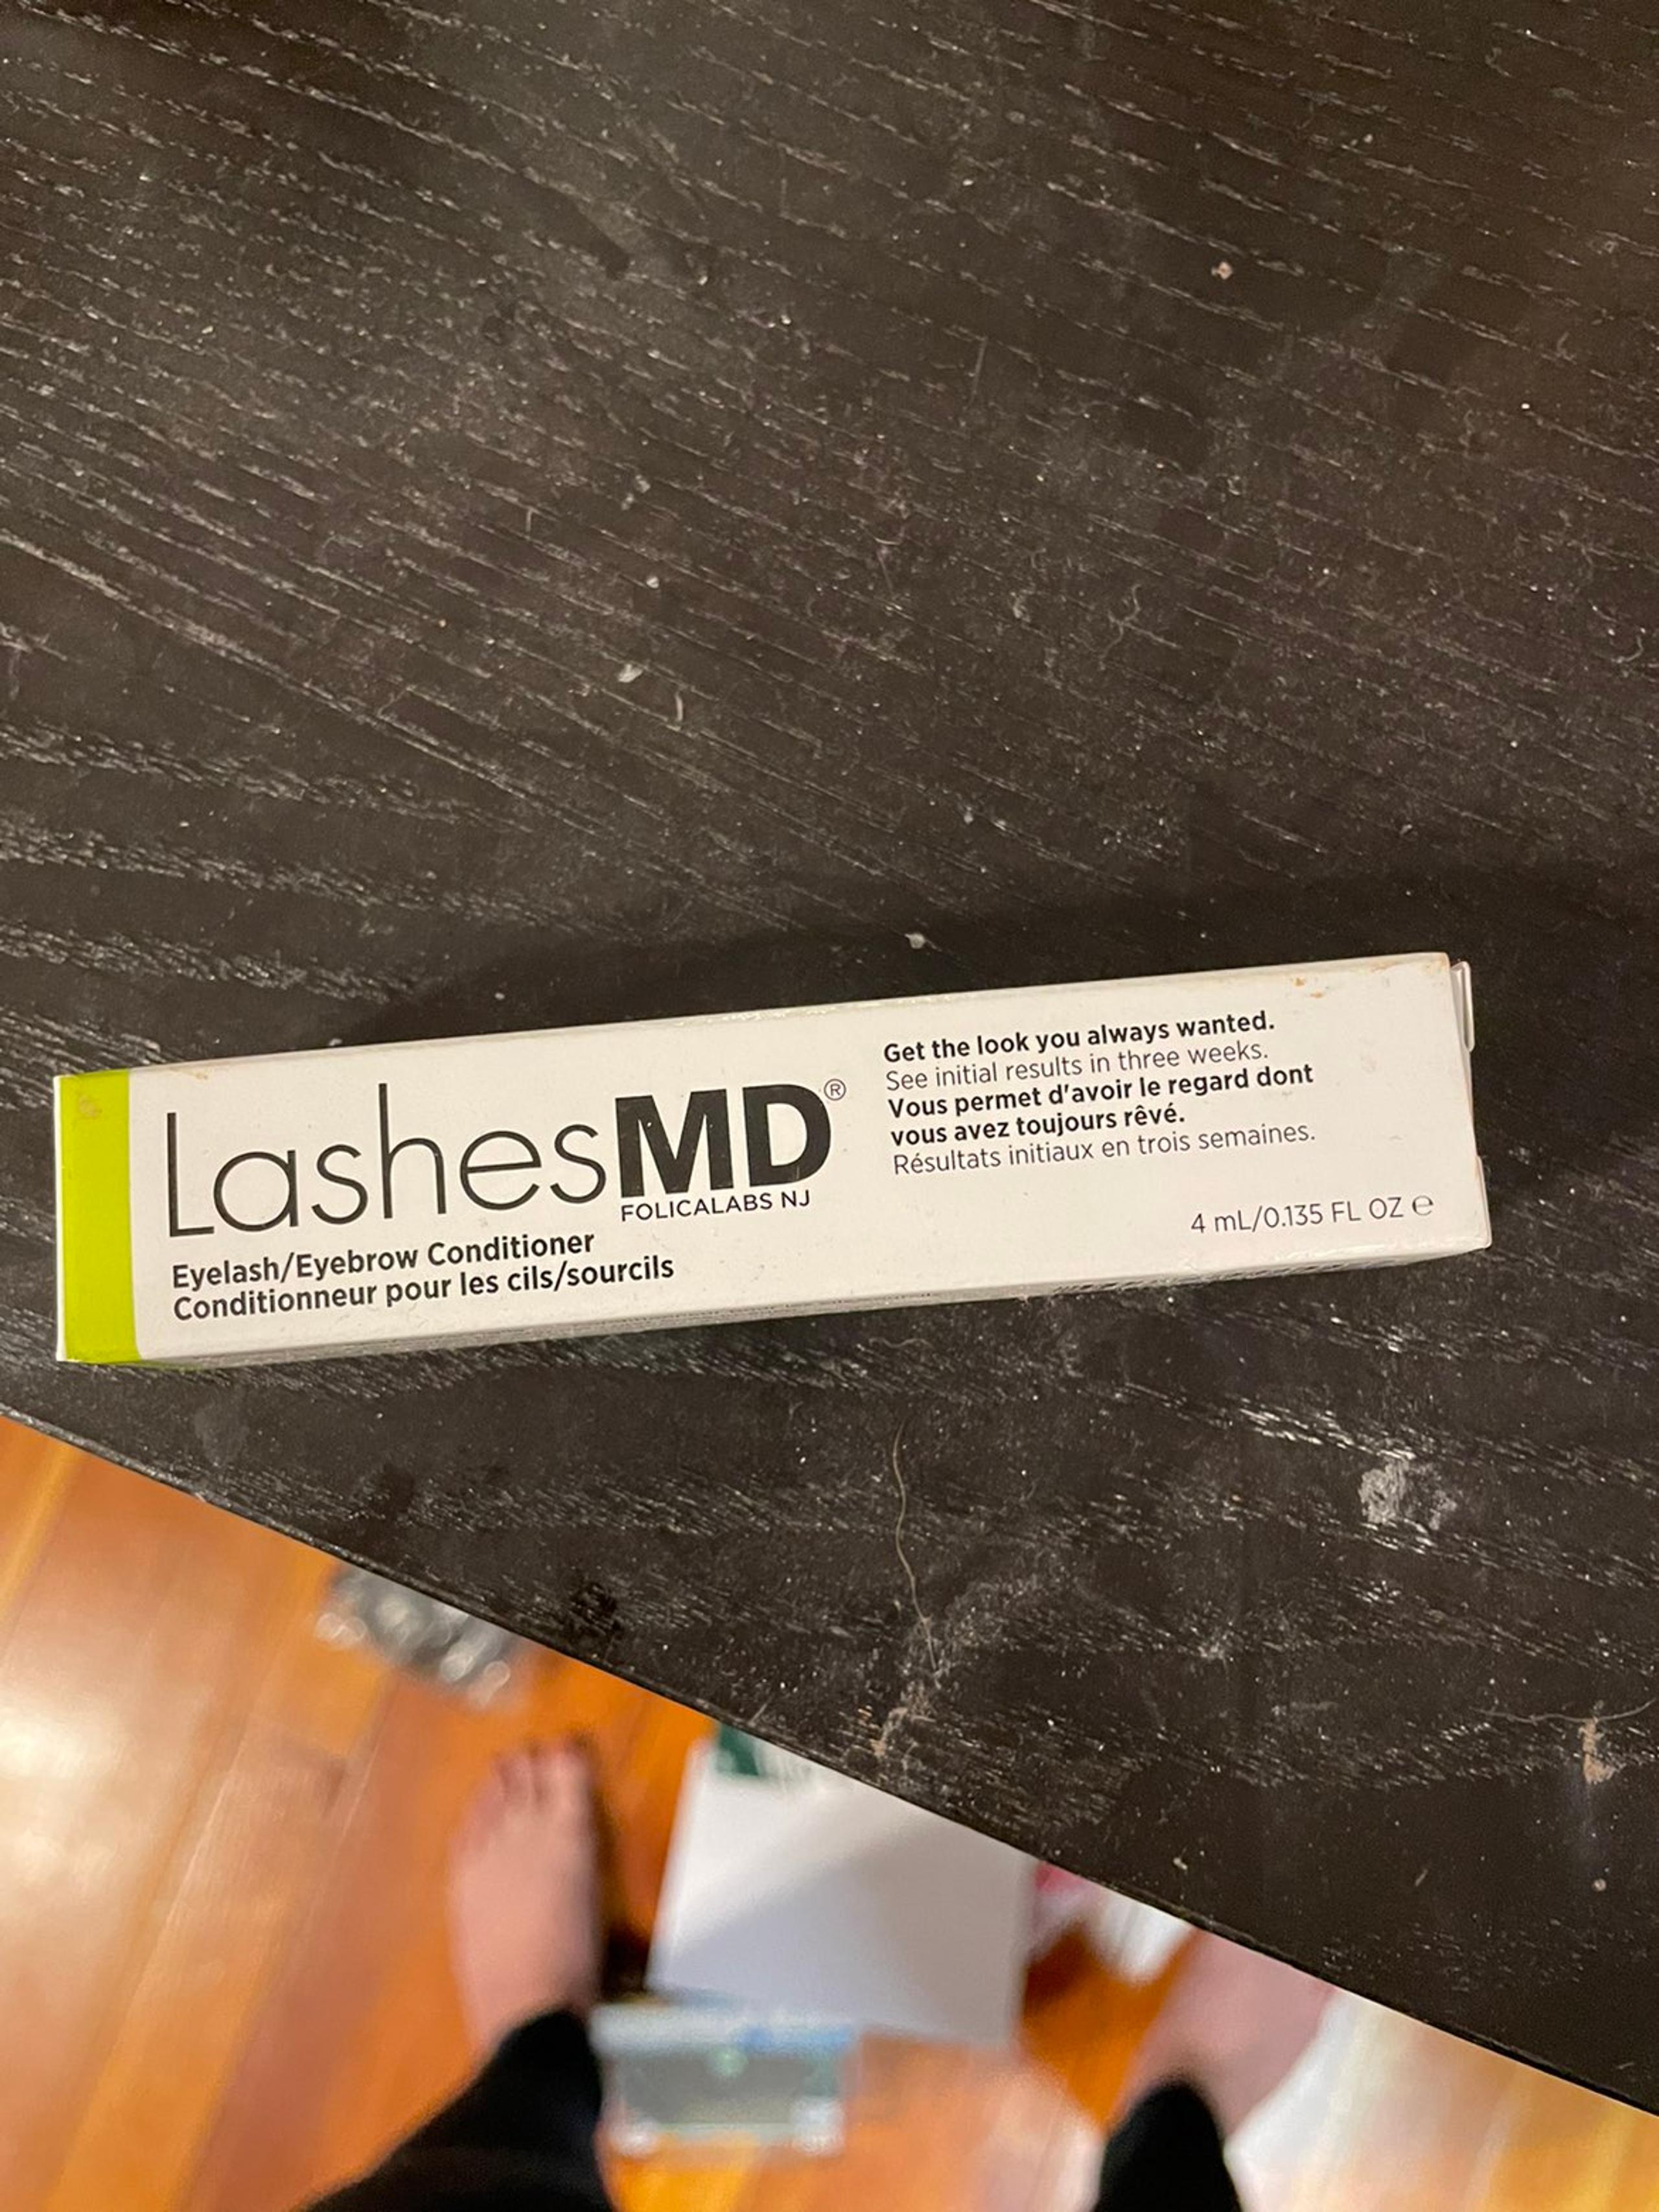 LashesMD®
FOLICALABS NJ
Eyelash/Eyebrow Conditioner
Conditionneur pour les cils/sourcils
Get the look you always wanted.
See initial results in three weeks.
Vous permet d'avoir le regard dont
vous avez toujours rêvé.
Résultats initiaux en trois semaines.
4 mL/0.135 FL OZ ℮